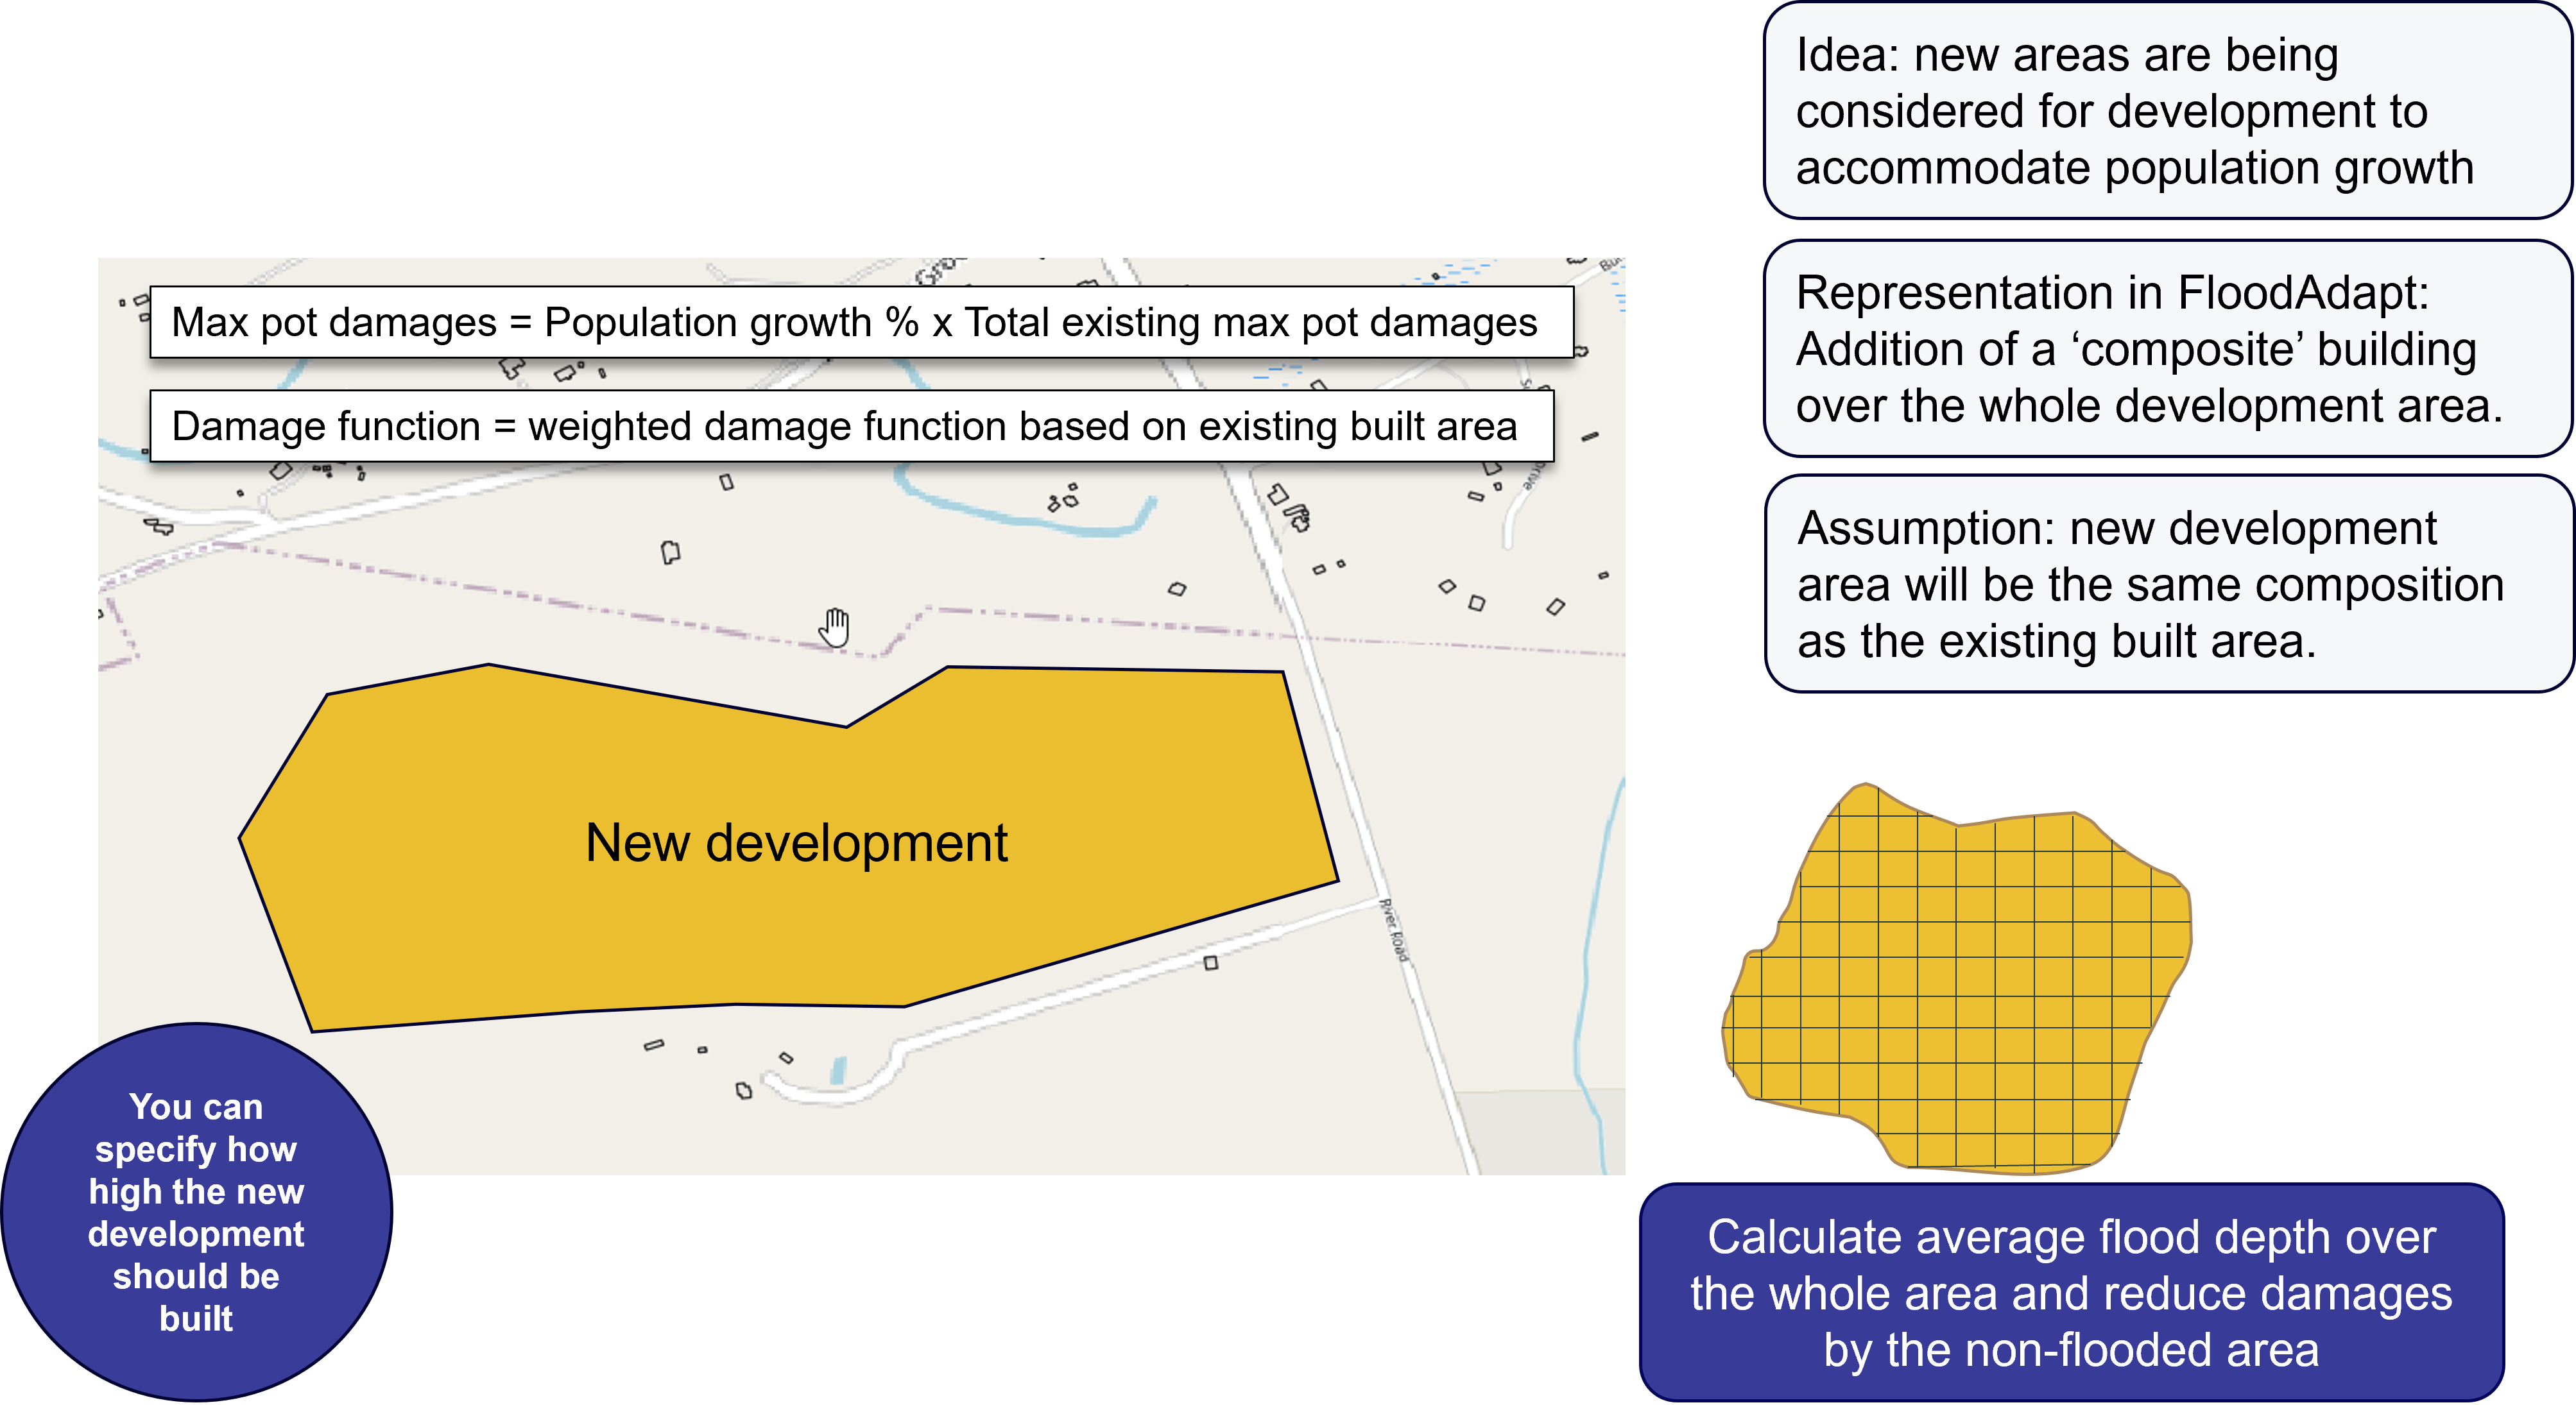 Idea: new areas are being
considered for development to
accommodate population growth
Representation in FloodAdapt:
Addition of a ‘composite’ building
over the whole development area.
Assumption: new development
area will be the same composition
as the existing built area.
Max pot damages = Population growth % x Total existing max pot damages
Damage function = weighted damage function based on existing built area
New development
River Road
You can
specify how
high the new
development
should be
built
Calculate average flood depth over
the whole area and reduce damages
by the non-flooded area